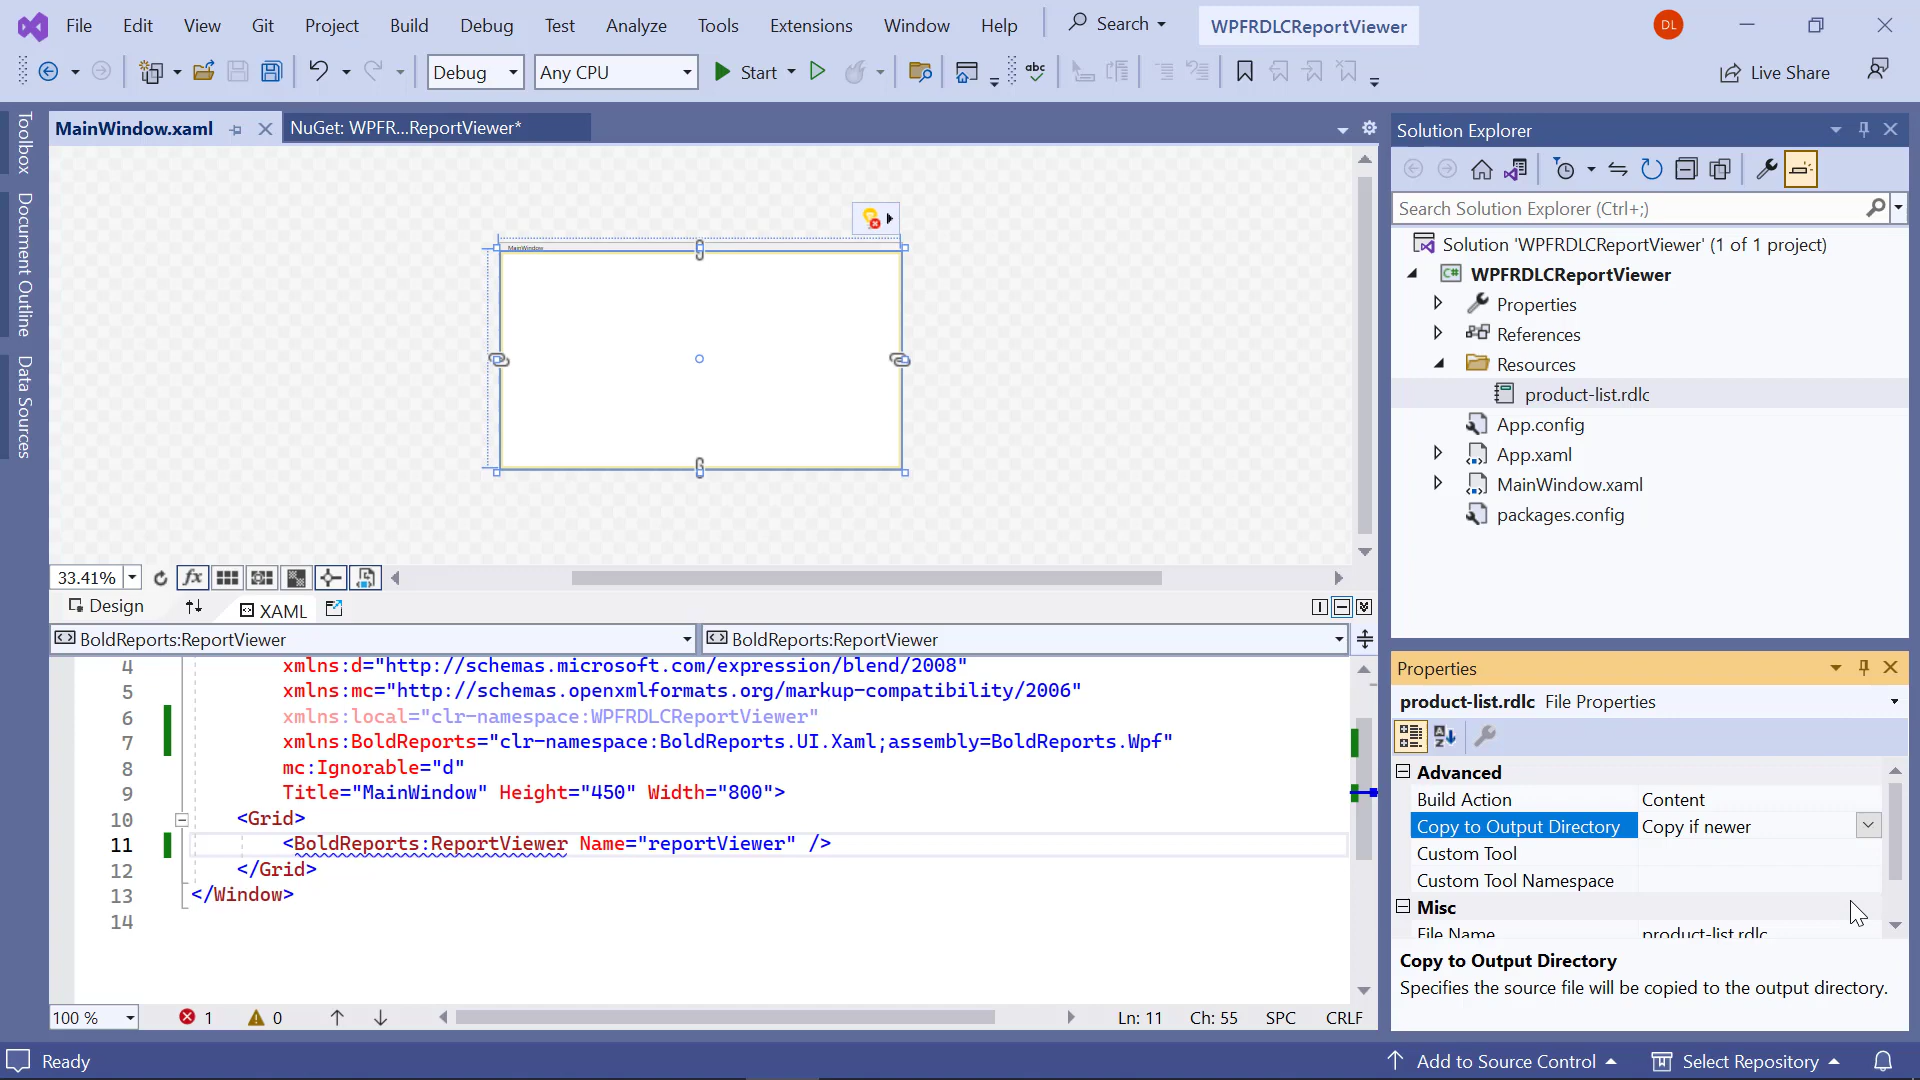 File Edit View Git Project Build Debug Test Analyze Tools Extensions Window Help Search WPFRDLCReportViewer DL
Debug Any CPU Start abc Live Share
Toolbox
Document Outline
Data Sources
MainWindow.xaml NuGet: WPFR...ReportViewer*
MainWindow
33.41% fx
Design XAML
BoldReports:ReportViewer BoldReports:ReportViewer
4 xmlns:d="http://schemas.microsoft.com/expression/blend/2008"
5 xmlns:mc="http://schemas.openxmlformats.org/markup-compatibility/2006"
6 xmlns:local="clr-namespace:WPFRDLCReportViewer"
7 xmlns:BoldReports="clr-namespace:BoldReports.UI.Xaml;assembly=BoldReports.Wpf"
8 mc:Ignorable="d"
9 Title="MainWindow" Height="450" Width="800">
10 <Grid>
11 <BoldReports:ReportViewer Name="reportViewer" />
12 </Grid>
13 </Window>
14
100 % 1 0 Ln: 11 Ch: 55 SPC CRLF
Solution Explorer
Search Solution Explorer (Ctrl+;)
Solution 'WPFRDLCReportViewer' (1 of 1 project)
C# WPFRDLCReportViewer
Properties
References
Resources
product-list.rdlc
App.config
App.xaml
MainWindow.xaml
packages.config
Properties
product-list.rdlc File Properties
Advanced
Build Action Content
Copy to Output Directory Copy if newer
Custom Tool
Custom Tool Namespace
Misc
File Name product-list.rdlc
Copy to Output Directory
Specifies the source file will be copied to the output directory.
Ready Add to Source Control Select Repository